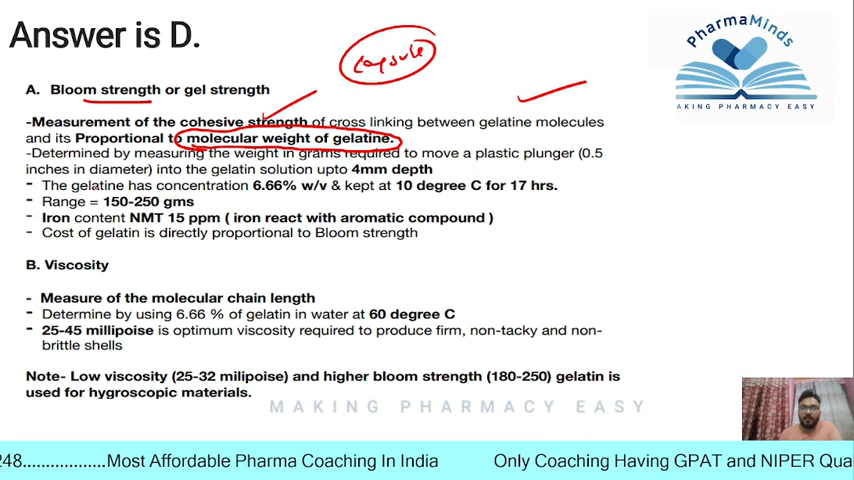 Answer is D.
capsule
PharmaMinds
AKING PHARMACY EASY
A. Bloom strength or gel strength
-Measurement of the cohesive strength of cross linking between gelatine molecules
and its Proportional to molecular weight of gelatine.
-Determined by measuring the weight in grams required to move a plastic plunger (0.5
inches in diameter) into the gelatin solution upto 4mm depth
- The gelatine has concentration 6.66% w/v & kept at 10 degree C for 17 hrs.
- Range = 150-250 gms
- Iron content NMT 15 ppm ( iron react with aromatic compound )
- Cost of gelatin is directly proportional to Bloom strength
B. Viscosity
- Measure of the molecular chain length
- Determine by using 6.66 % of gelatin in water at 60 degree C
- 25-45 millipoise is optimum viscosity required to produce firm, non-tacky and non-
brittle shells
Note- Low viscosity (25-32 milipoise) and higher bloom strength (180-250) gelatin is
used for hygroscopic materials.
MAKING PHARMACY EASY
248..................Most Affordable Pharma Coaching In India Only Coaching Having GPAT and NIPER Qua